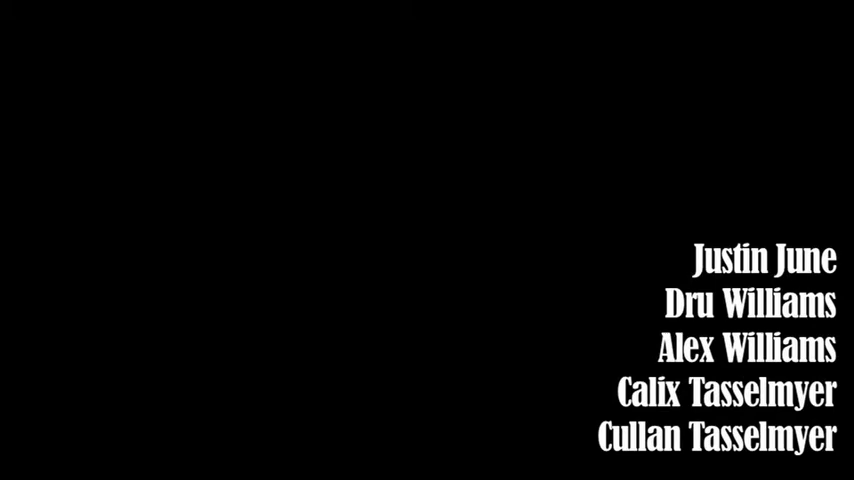 Justin June
Dru Williams
Alex Williams
Calix Tasselmyer
Cullan Tasselmyer